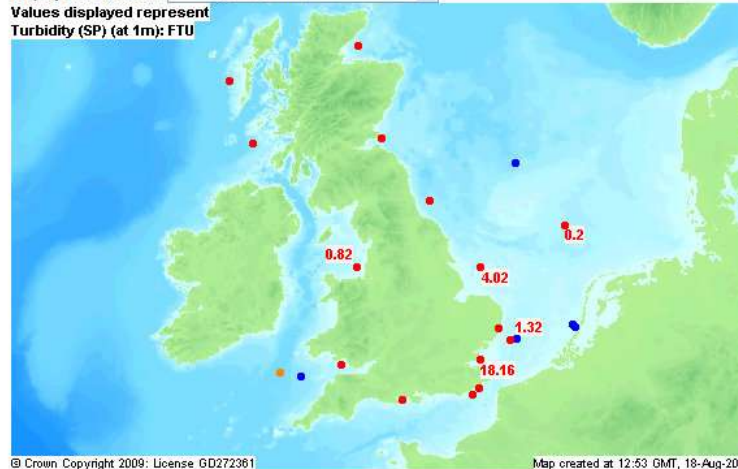 Values displayed represent
Turbidity (SP) (at 1m): FTU
0.2
0.82
4.02
1.32
18.16
© Crown Copyright 2009: License GD272361
Map created at 12:53 GMT, 18-Aug-20